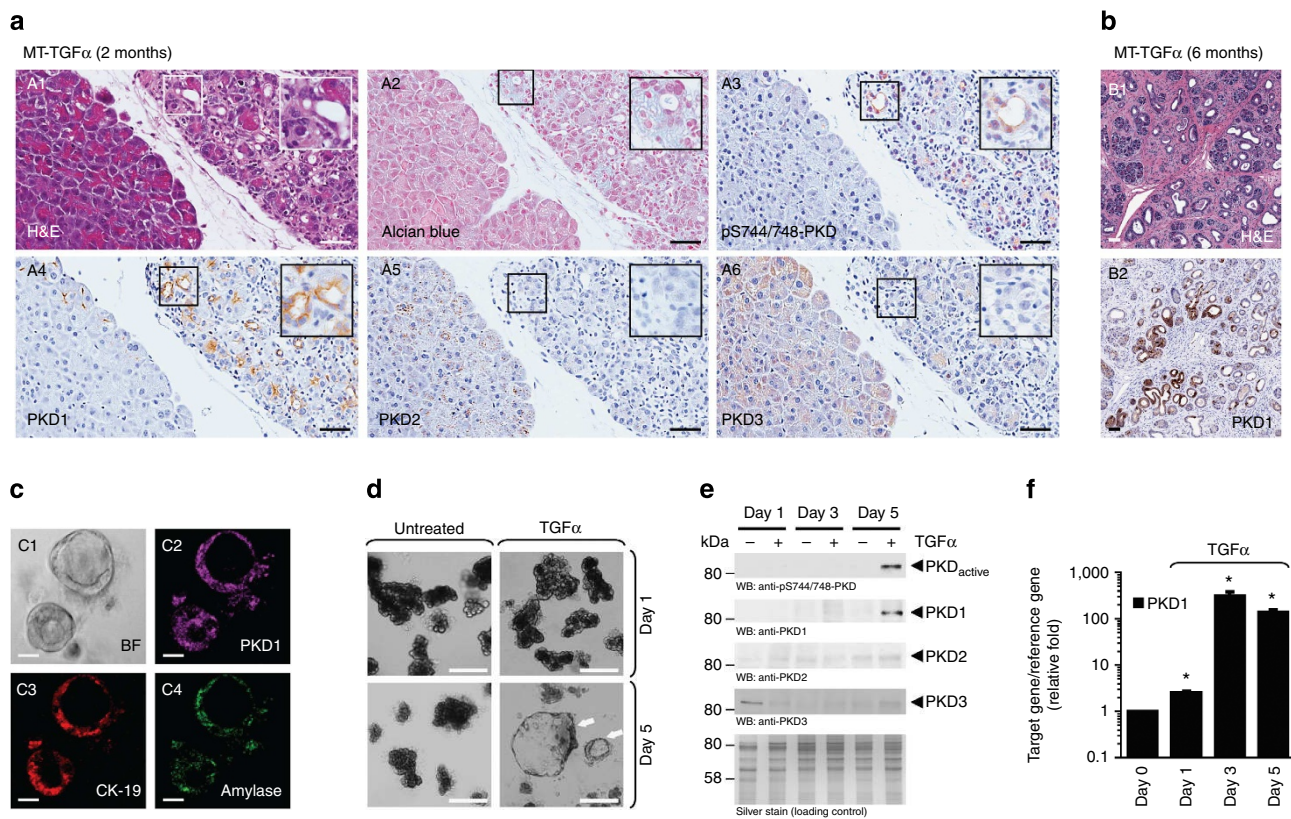 a
MT-TGFα (2 months)
A1
H&E
A2
Alcian blue
A3
pS744/748-PKD
A4
PKD1
A5
PKD2
A6
PKD3
b
MT-TGFα (6 months)
B1
H&E
B2
PKD1
c
C1
BF
C2
PKD1
C3
CK-19
C4
Amylase
d
Untreated
TGFα
Day 1
Day 5
e
Day 1 Day 3 Day 5
kDa – + – + – + TGFα
80 PKDactive
WB: anti-pS744/748-PKD
80 PKD1
WB: anti-PKD1
80 PKD2
WB: anti-PKD2
80 PKD3
WB: anti-PKD3
80
58
Silver stain (loading control)
f
TGFα
Target gene/reference gene
(relative fold)
1,000
100
10
1
0.1
PKD1
* * *
Day 0
Day 1
Day 3
Day 5